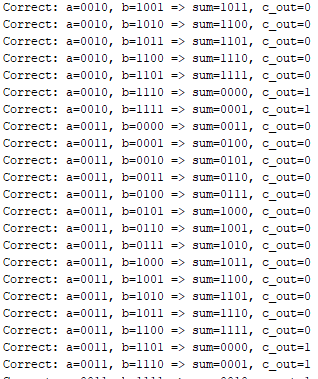 Correct: a=0010, b=1001 => sum=1011, c_out=0
Correct: a=0010, b=1010 => sum=1100, c_out=0
Correct: a=0010, b=1011 => sum=1101, c_out=0
Correct: a=0010, b=1100 => sum=1110, c_out=0
Correct: a=0010, b=1101 => sum=1111, c_out=0
Correct: a=0010, b=1110 => sum=0000, c_out=1
Correct: a=0010, b=1111 => sum=0001, c_out=1
Correct: a=0011, b=0000 => sum=0011, c_out=0
Correct: a=0011, b=0001 => sum=0100, c_out=0
Correct: a=0011, b=0010 => sum=0101, c_out=0
Correct: a=0011, b=0011 => sum=0110, c_out=0
Correct: a=0011, b=0100 => sum=0111, c_out=0
Correct: a=0011, b=0101 => sum=1000, c_out=0
Correct: a=0011, b=0110 => sum=1001, c_out=0
Correct: a=0011, b=0111 => sum=1010, c_out=0
Correct: a=0011, b=1000 => sum=1011, c_out=0
Correct: a=0011, b=1001 => sum=1100, c_out=0
Correct: a=0011, b=1010 => sum=1101, c_out=0
Correct: a=0011, b=1011 => sum=1110, c_out=0
Correct: a=0011, b=1100 => sum=1111, c_out=0
Correct: a=0011, b=1101 => sum=0000, c_out=1
Correct: a=0011, b=1110 => sum=0001, c_out=1